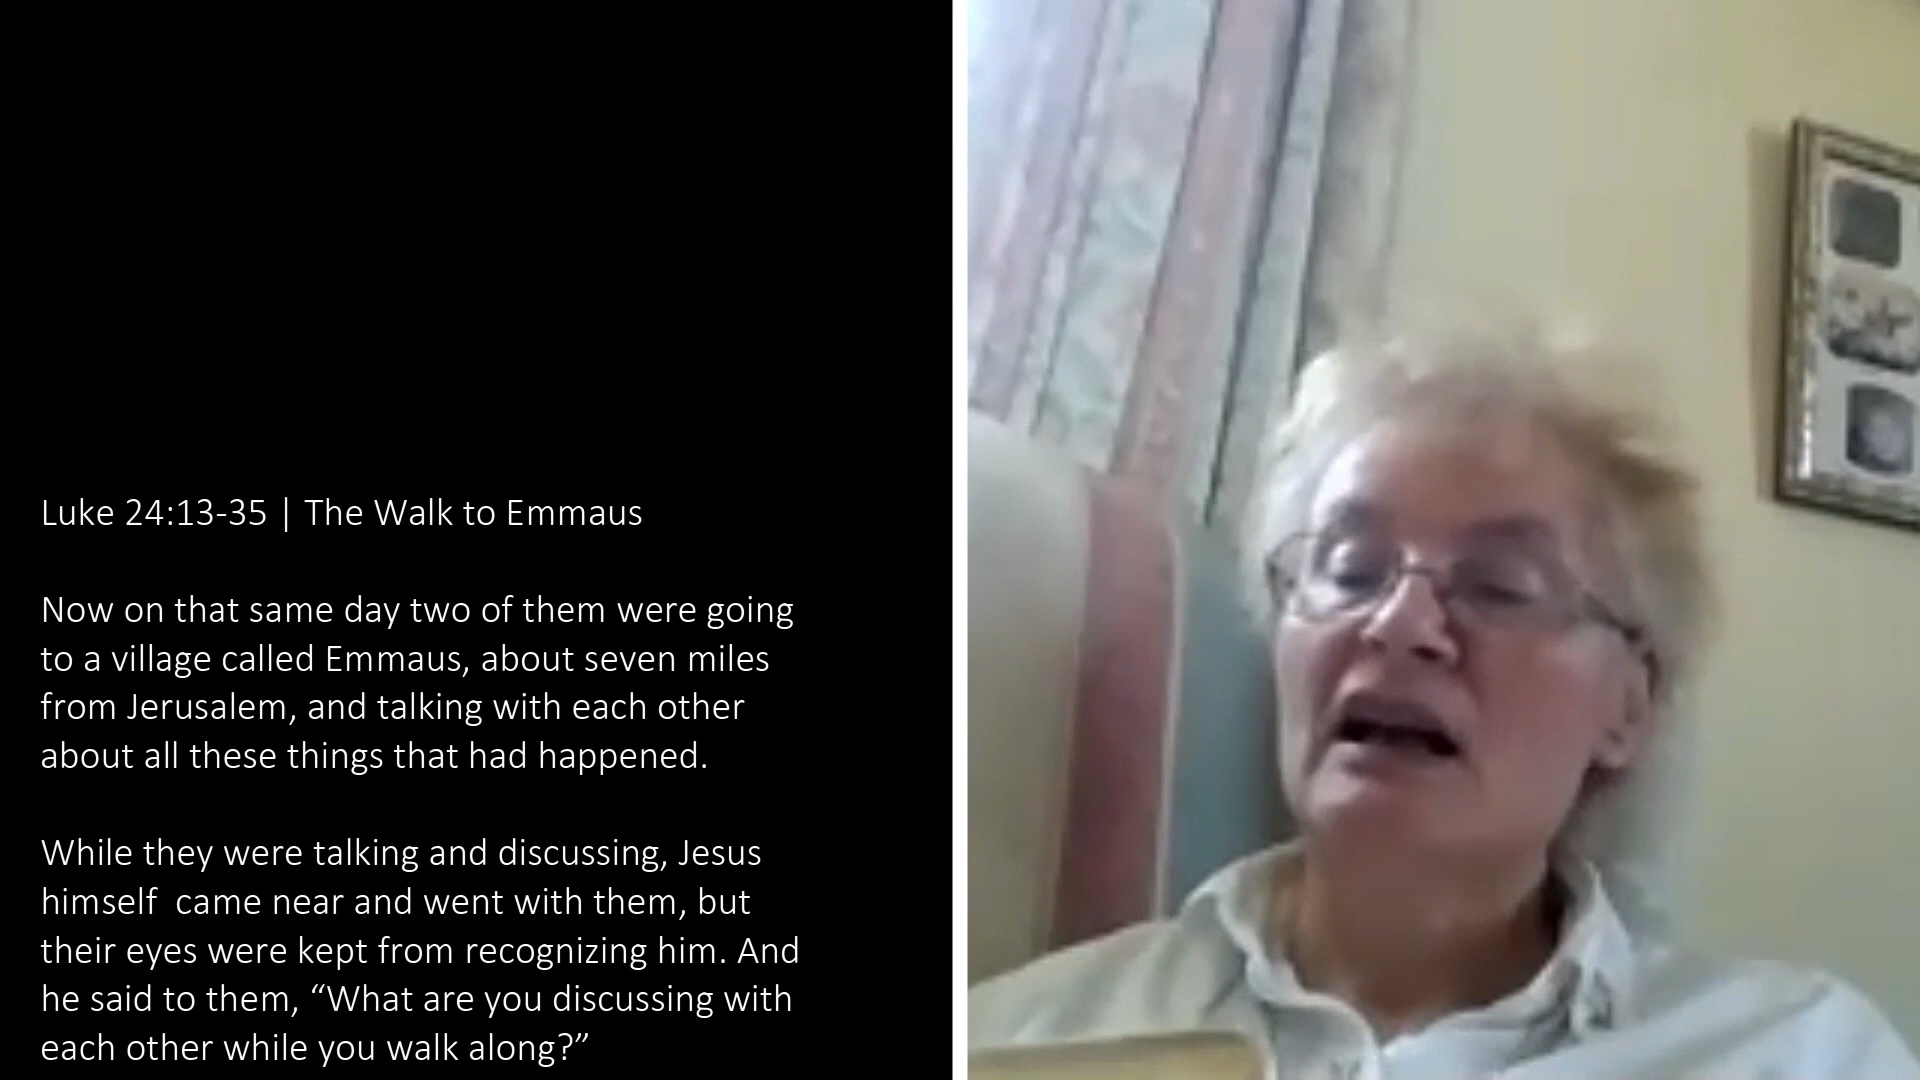 Luke 24:13-35 | The Walk to Emmaus
Now on that same day two of them were going
to a village called Emmaus, about seven miles
from Jerusalem, and talking with each other
about all these things that had happened.
While they were talking and discussing, Jesus
himself  came near and went with them, but
their eyes were kept from recognizing him. And
he said to them, “What are you discussing with
each other while you walk along?”